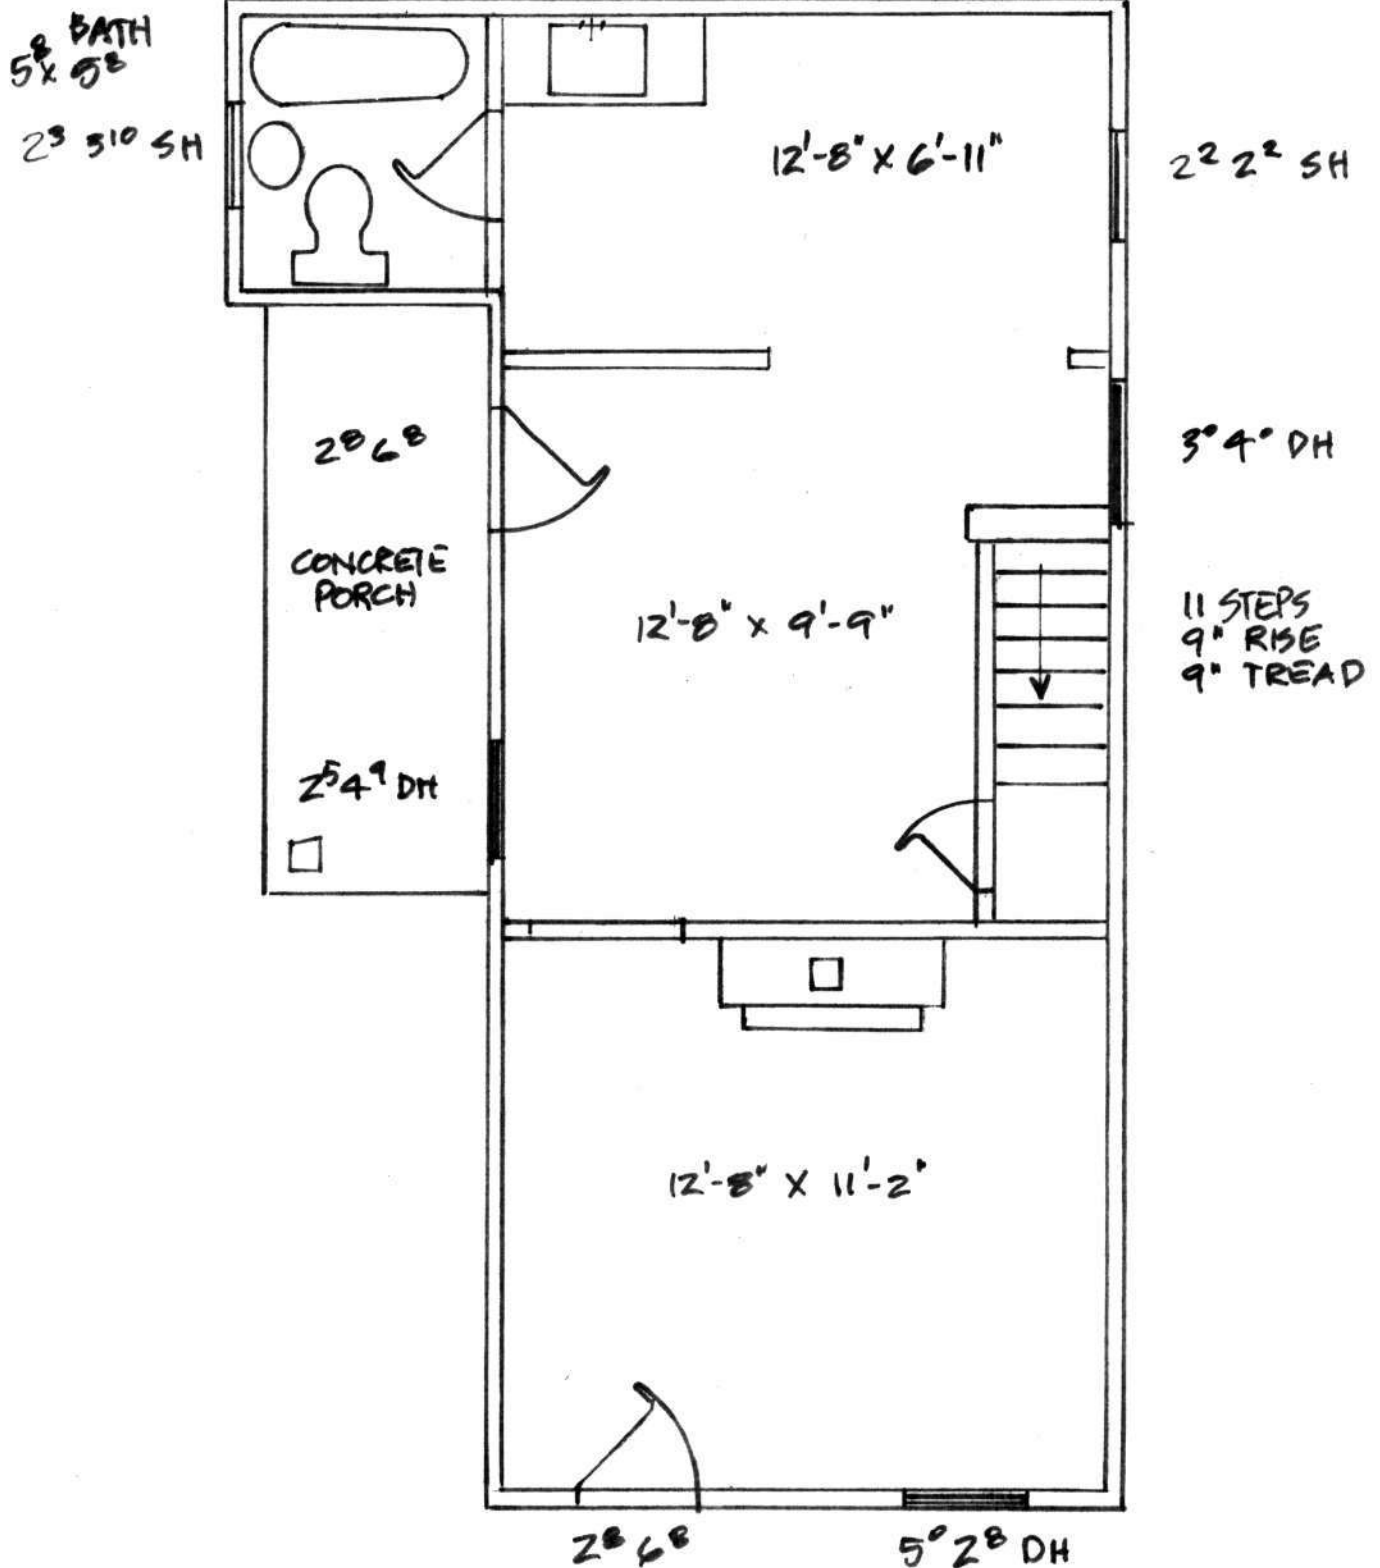 BATH
5⁸ x 5⁸
2³ 3¹⁰ SH
12'-8" X 6'-11"
2² 2² SH
2⁸ 6⁸
3⁰ 4⁰ DH
CONCRETE
PORCH
12'-8" X 9'-9"
11 STEPS
9" RISE
9" TREAD
2⁵ 4⁹ DH
12'-8" X 11'-2"
2⁸ 6⁸
5⁰ 2⁸ DH